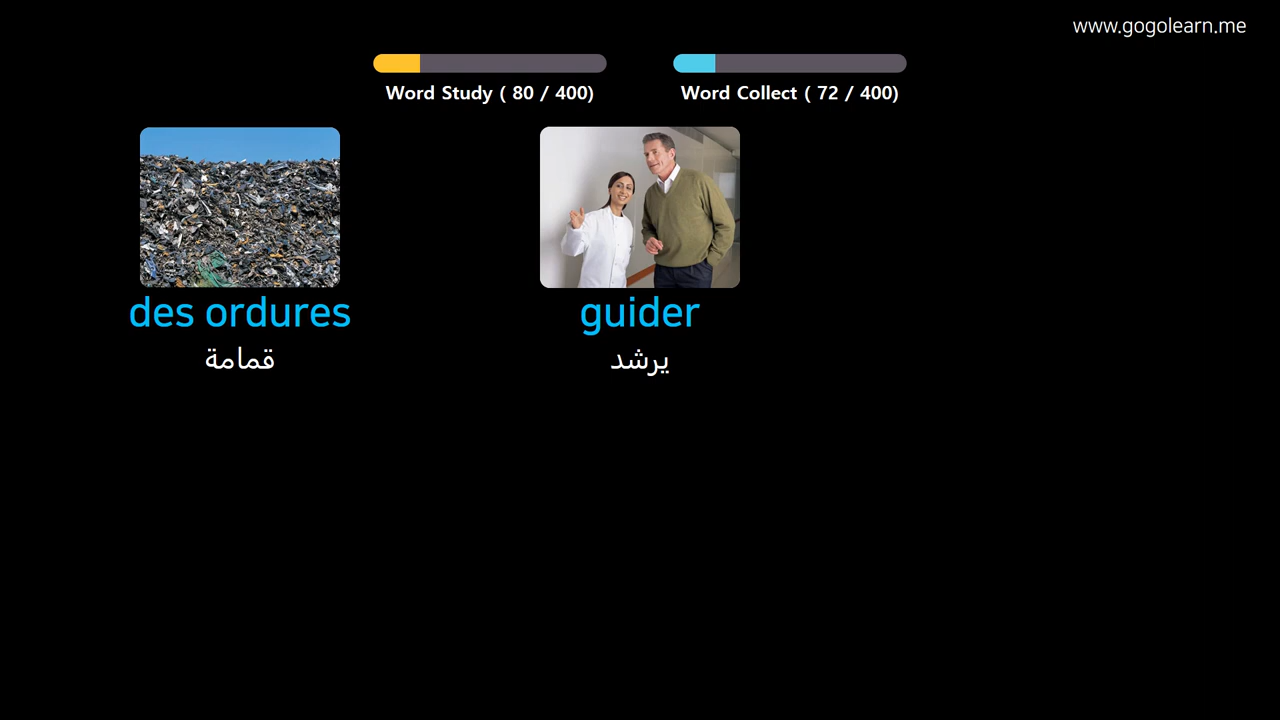 www.gogolearn.me
Word Study ( 80 / 400)
Word Collect ( 72 / 400)
des ordures
قمامة
guider
يرشد